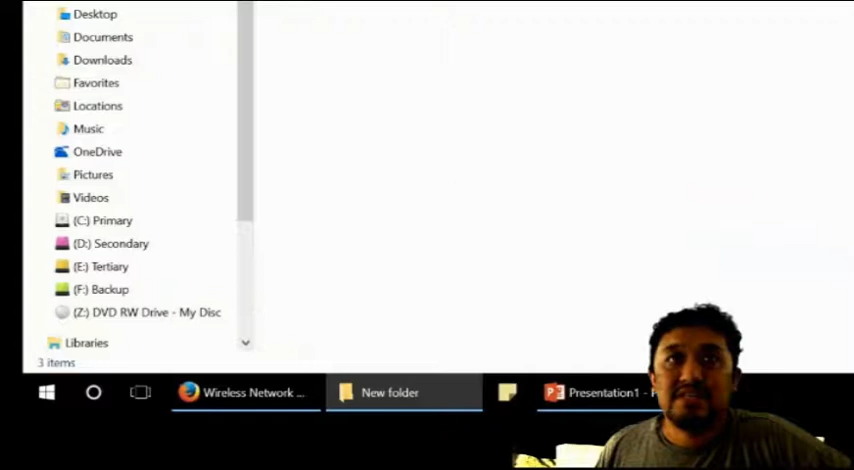 Desktop
Documents
Downloads
Favorites
Locations
Music
OneDrive
Pictures
Videos
(C:) Primary
(D:) Secondary
(E:) Tertiary
(F:) Backup
(Z:) DVD RW Drive - My Disc
Libraries
3 items
Wireless Network ... New folder Presentation1 -